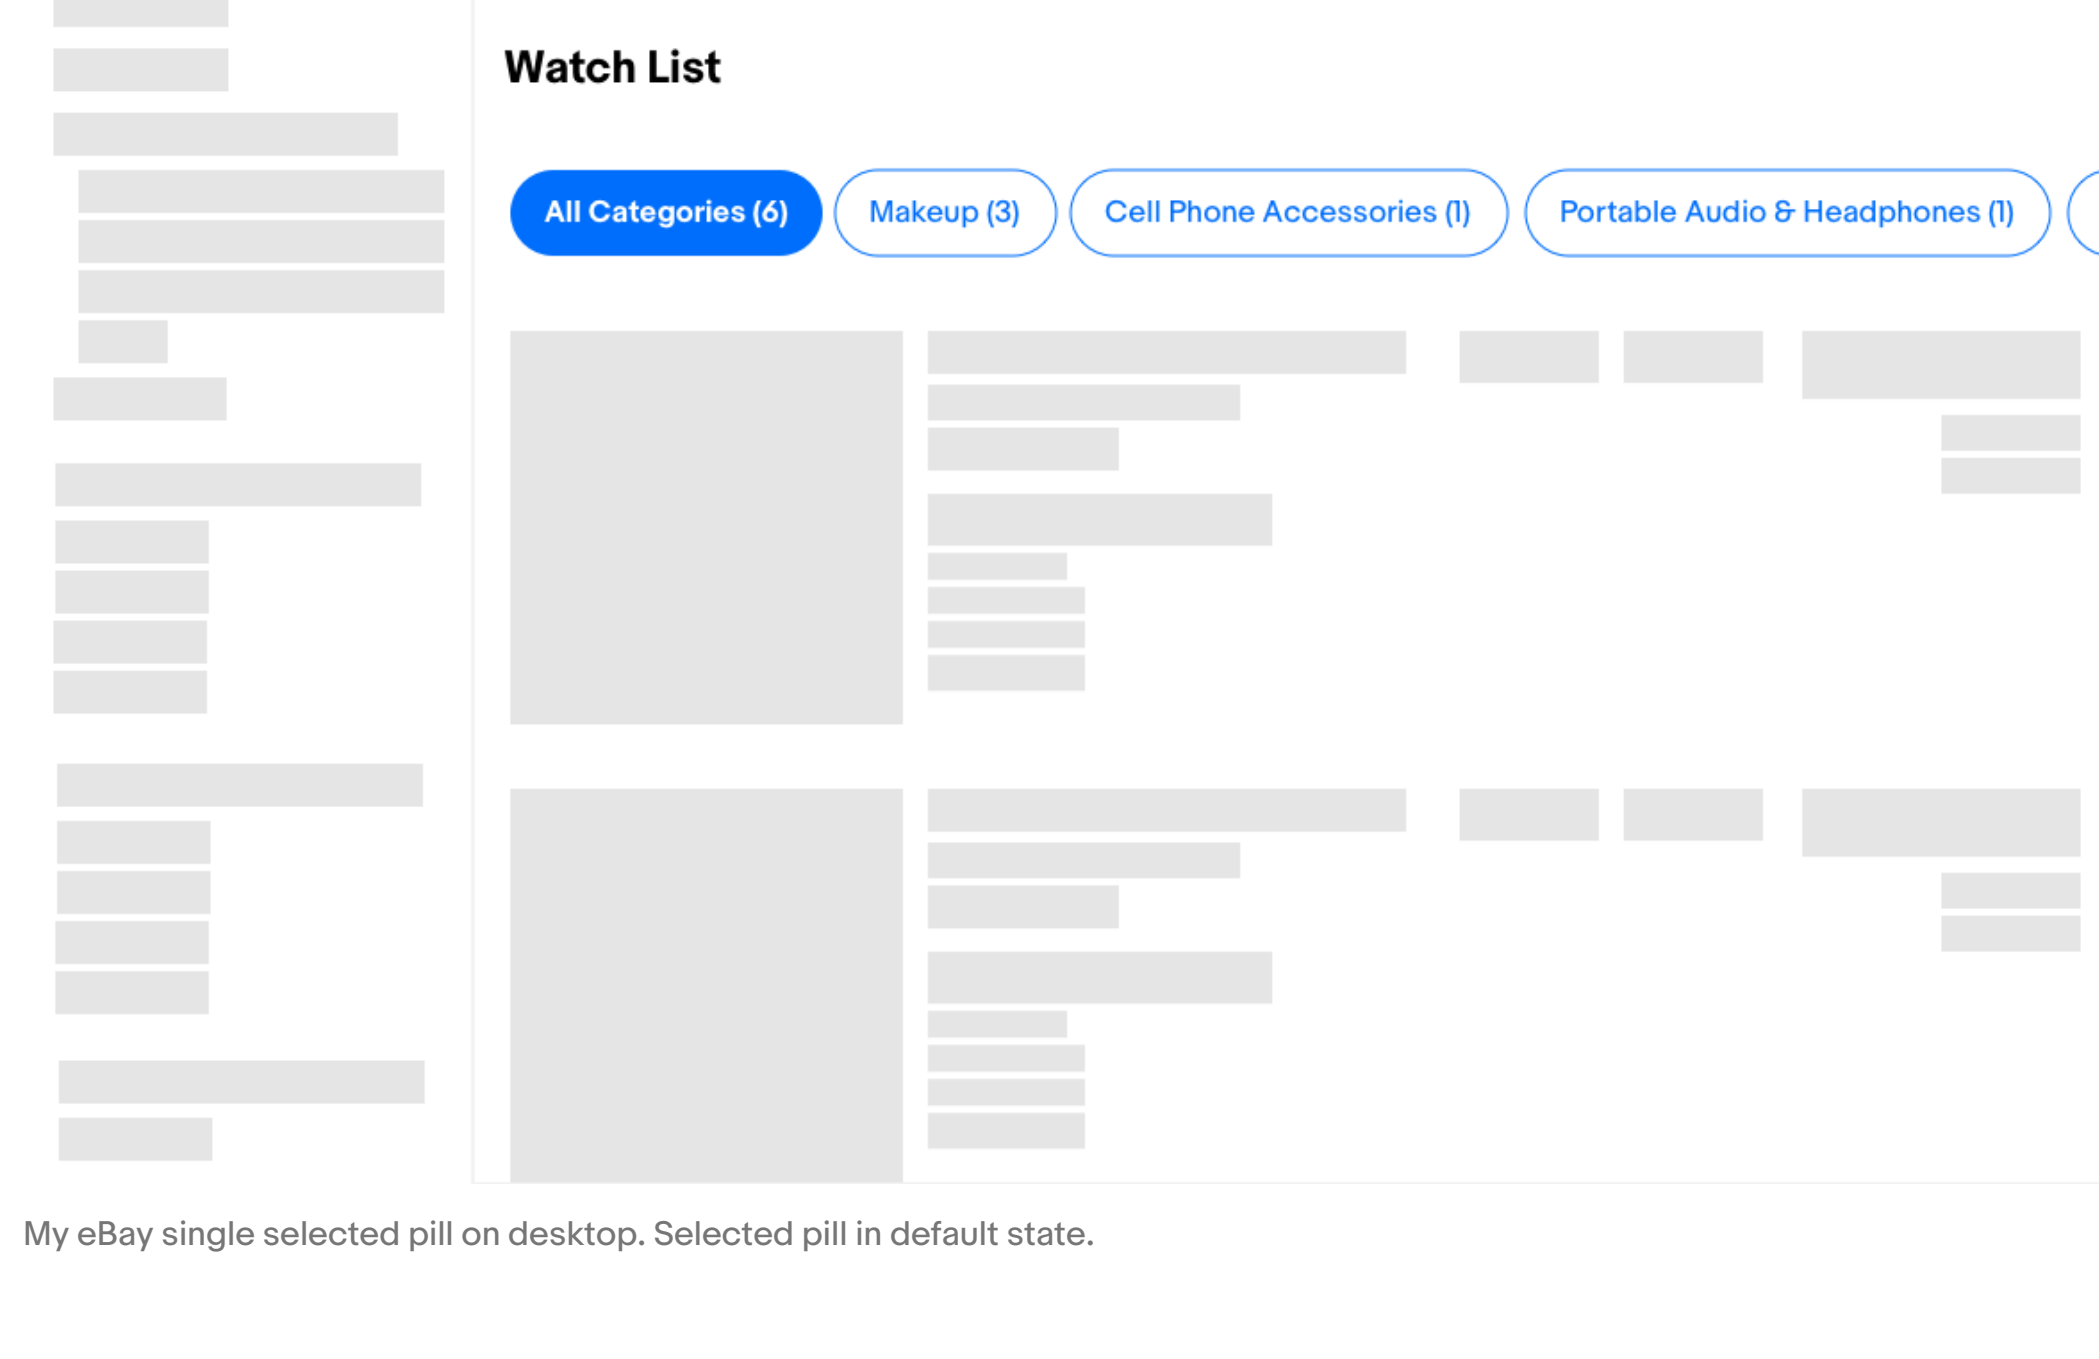 Watch List
All Categories (6) Makeup (3) Cell Phone Accessories (1) Portable Audio & Headphones (1)
My eBay single selected pill on desktop. Selected pill in default state.